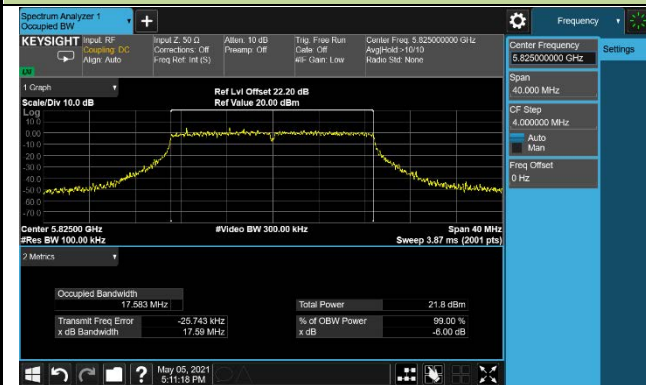 Spectrum Analyzer 1
Occupied BW
Frequency
KEYSIGHT
Input: RF
Coupling: DC
Align: Auto
Input Z: 50 Ω
Corrections: Off
Freq Ref: Int (S)
Atten: 10 dB
Preamp: Off
Trig: Free Run
Gate: Off
#IF Gain: Low
Center Freq: 5.825000000 GHz
Avg|Hold:>10/10
Radio Std: None
Center Frequency
5.825000000 GHz
Settings
Span
40.000 MHz
CF Step
4.000000 MHz
Auto
Man
Freq Offset
0 Hz
1 Graph
Scale/Div 10.0 dB
Ref Lvl Offset 22.20 dB
Ref Value 20.00 dBm
Log
10.0
0.00
-10.0
-20.0
-30.0
-40.0
-50.0
-60.0
-70.0
Center 5.82500 GHz
#Video BW 300.00 kHz
Span 40 MHz
#Res BW 100.00 kHz
Sweep 3.87 ms (2001 pts)
2 Metrics
Occupied Bandwidth
17.583 MHz
Total Power
21.8 dBm
Transmit Freq Error
-25.743 kHz
% of OBW Power
99.00 %
x dB Bandwidth
17.59 MHz
x dB
-6.00 dB
?
May 05, 2021
5:11:18 PM